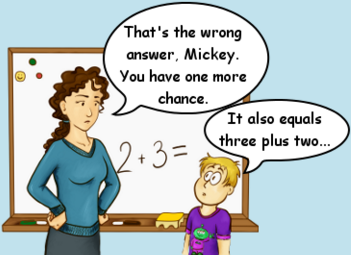 That's the wrong
answer, Mickey.
You have one more
chance.
It also equals
three plus two...
2+3=